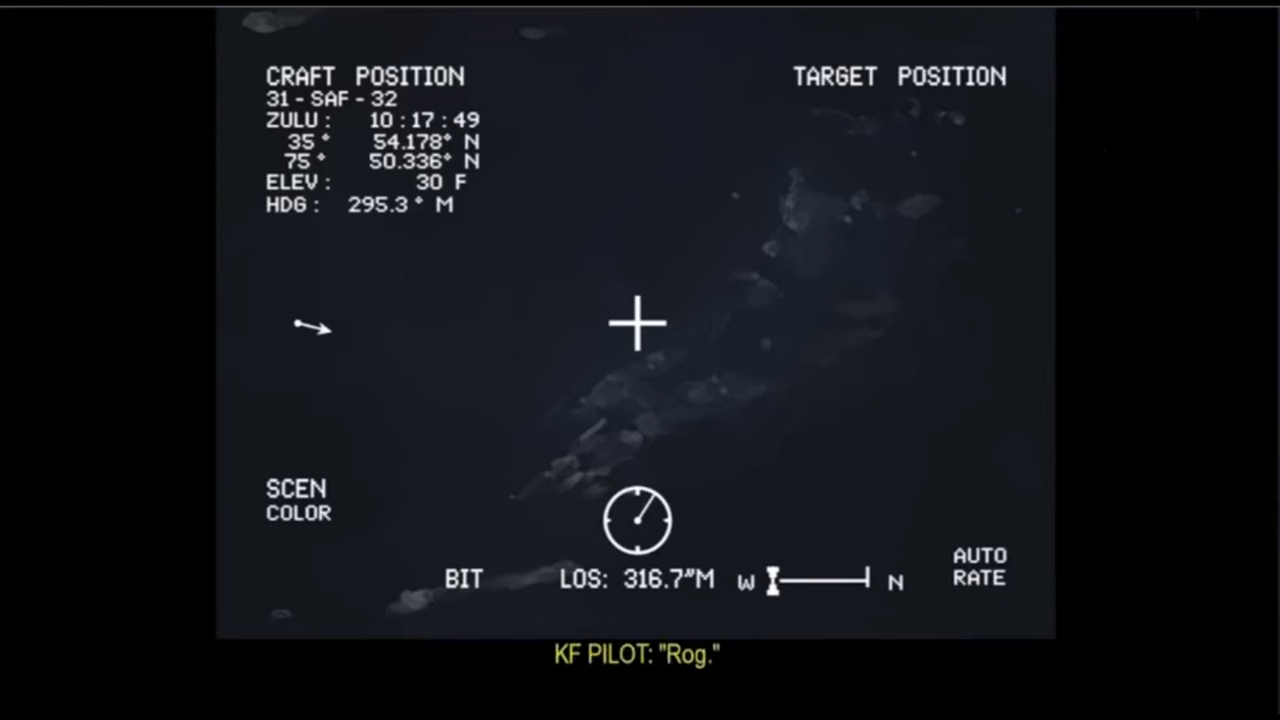 CRAFT POSITION
31 - SAF - 32
ZULU : 10 : 17 : 49
35 ° 54.178° N
75 ° 50.336° N
ELEV : 30 F
HDG : 295.3 ° M
TARGET POSITION
SCEN
COLOR
BIT
LOS: 316.7"M
W
N
AUTO
RATE
KF PILOT: "Rog."